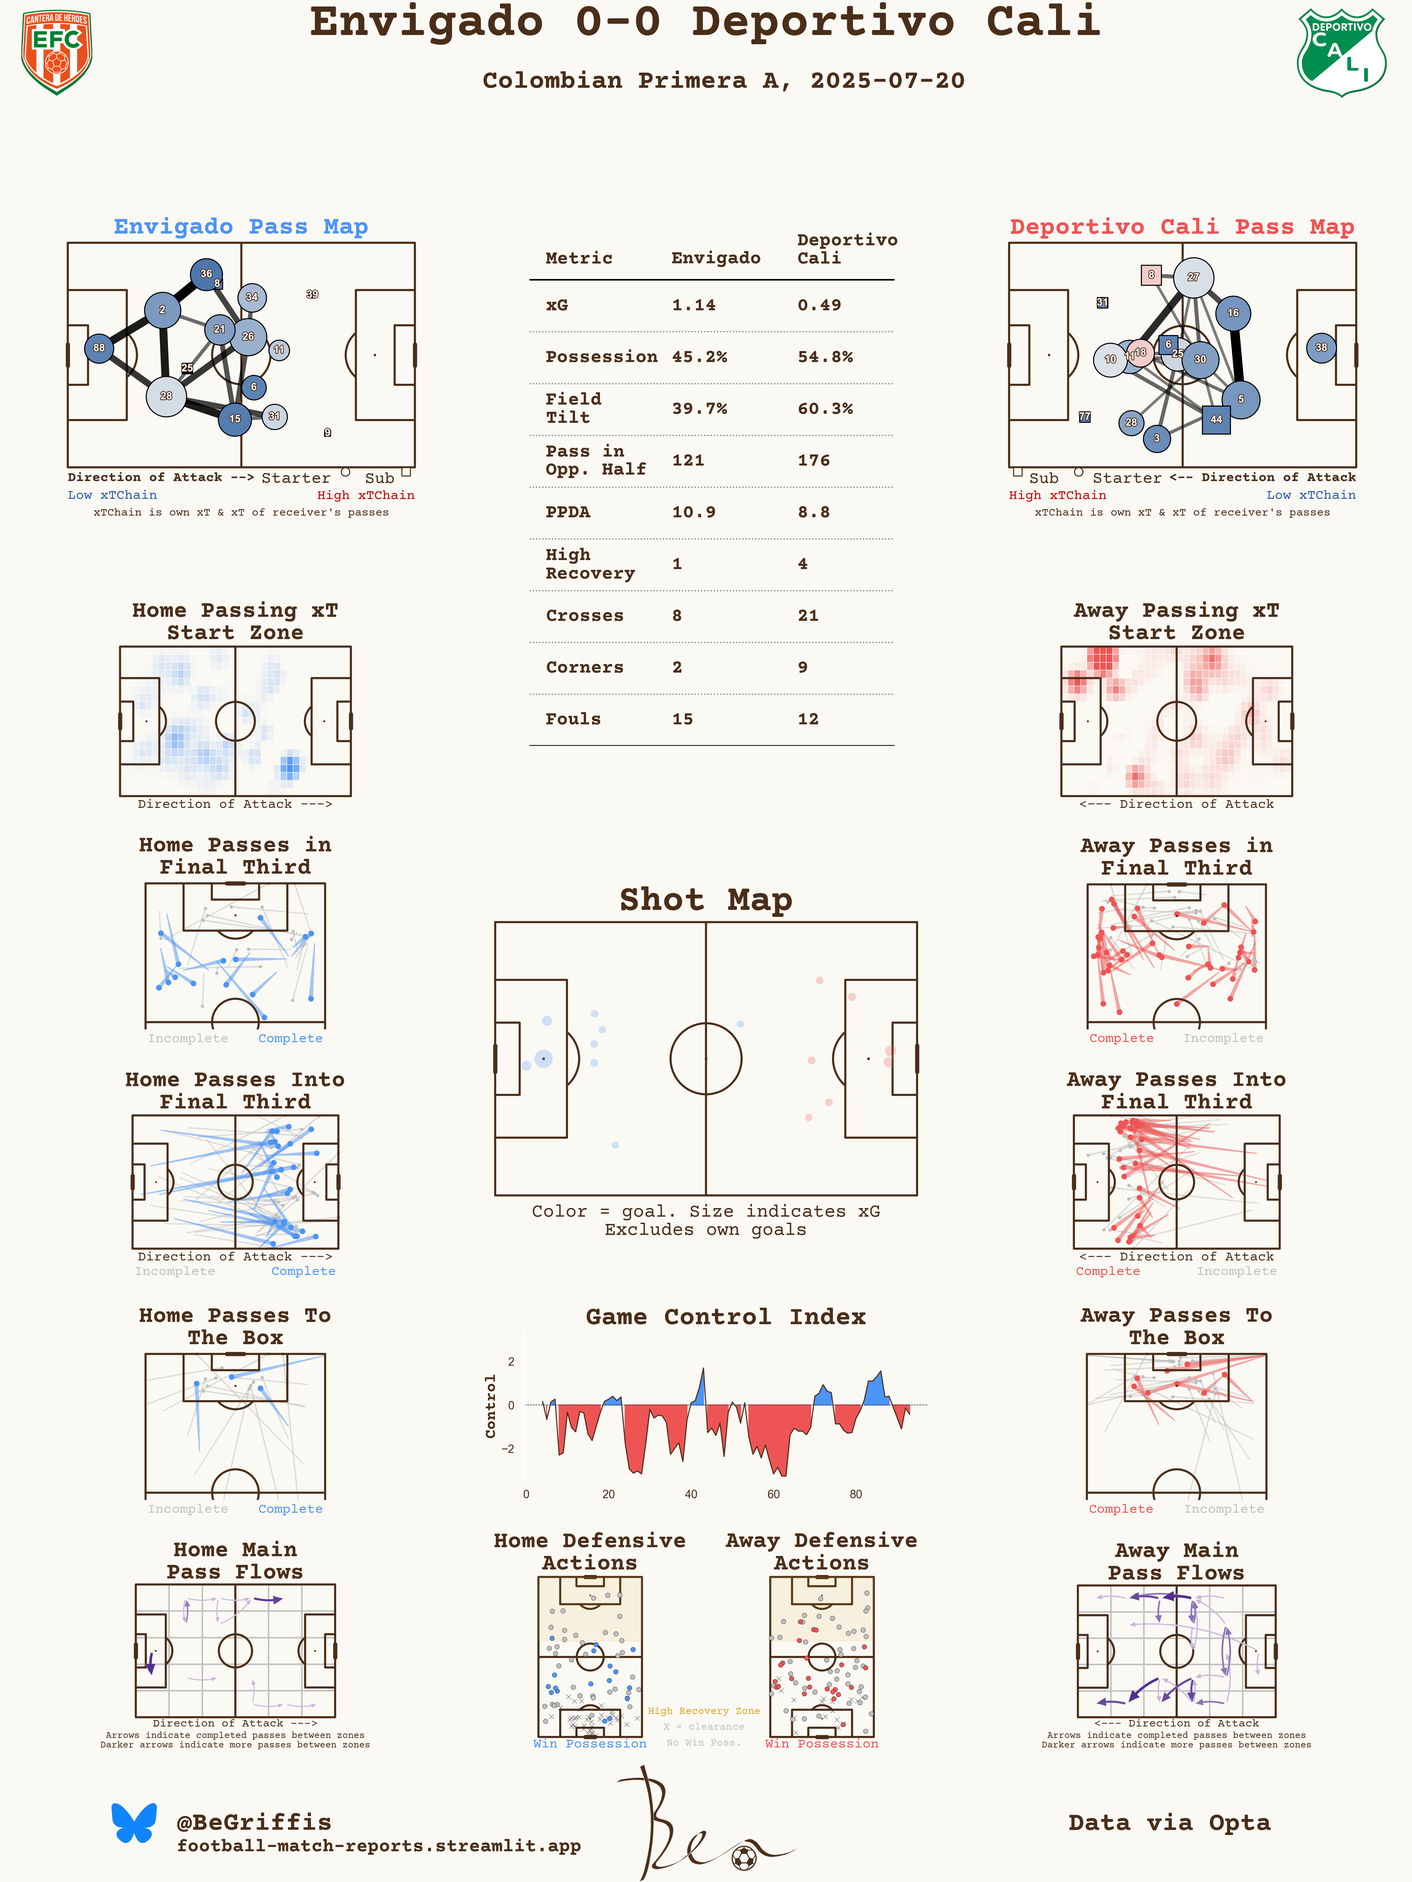 Envigado 0-0 Deportivo Cali
Colombian Primera A, 2025-07-20
CANTERA DE HÉROES
EFC
DEPORTIVO
CALI
Envigado Pass Map
36
8
34
39
2
21
26
11
88
25
28
6
15
31
9
Direction of Attack --> Starter Sub
Low xTChain High xTChain
xTChain is own xT & xT of receiver's passes
Metric Envigado Deportivo Cali
xG 1.14 0.49
Possession 45.2% 54.8%
Field Tilt 39.7% 60.3%
Pass in Opp. Half 121 176
PPDA 10.9 8.8
High Recovery 1 4
Crosses 8 21
Corners 2 9
Fouls 15 12
Deportivo Cali Pass Map
8
27
31
16
6
38
10
11
18
25
30
5
77
28
44
3
Sub Starter <-- Direction of Attack
High xTChain Low xTChain
xTChain is own xT & xT of receiver's passes
Home Passing xT
Start Zone
Direction of Attack --->
Away Passing xT
Start Zone
<--- Direction of Attack
Home Passes in
Final Third
Incomplete Complete
Away Passes in
Final Third
Complete Incomplete
Shot Map
Color = goal. Size indicates xG
Excludes own goals
Home Passes Into
Final Third
Direction of Attack --->
Incomplete Complete
Away Passes Into
Final Third
<--- Direction of Attack
Complete Incomplete
Home Passes To
The Box
Incomplete Complete
Game Control Index
Control
2
0
−2
0 20 40 60 80
Away Passes To
The Box
Complete Incomplete
Home Main
Pass Flows
Direction of Attack --->
Arrows indicate completed passes between zones
Darker arrows indicate more passes between zones
Home Defensive
Actions
Win Possession
Away Defensive
Actions
Win Possession
High Recovery Zone
X = clearance
No Win Poss.
Away Main
Pass Flows
<--- Direction of Attack
Arrows indicate completed passes between zones
Darker arrows indicate more passes between zones
@BeGriffis
football-match-reports.streamlit.app
Ben
Data via Opta